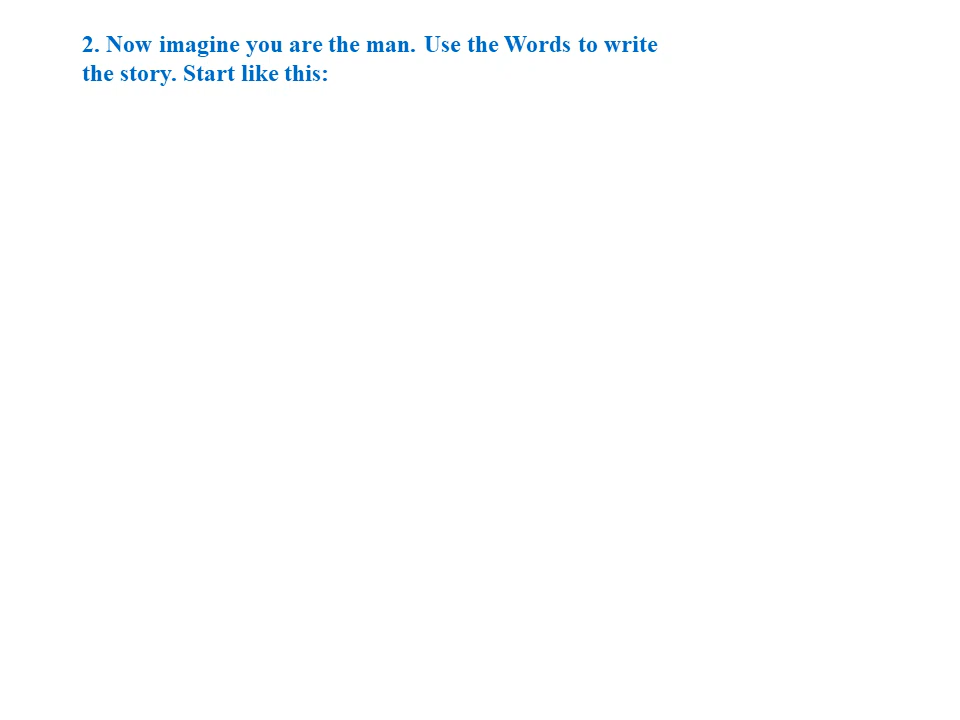 2. Now imagine you are the man. Use the Words to write
the story. Start like this: